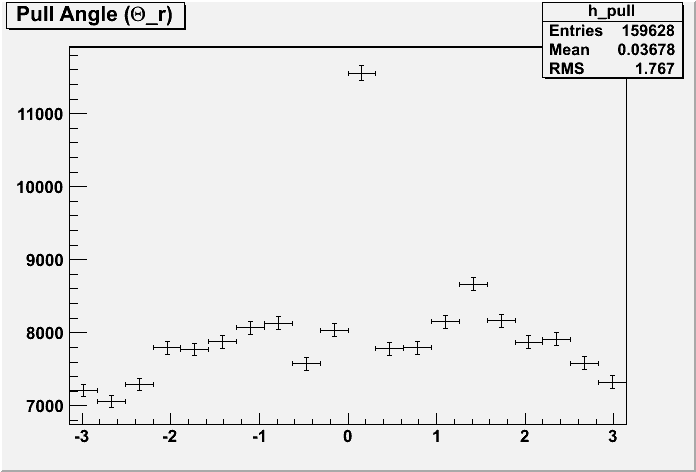 Pull Angle (Θ_r)
h_pull
Entries 159628
Mean 0.03678
RMS 1.767
11000
10000
9000
8000
7000
-3 -2 -1 0 1 2 3